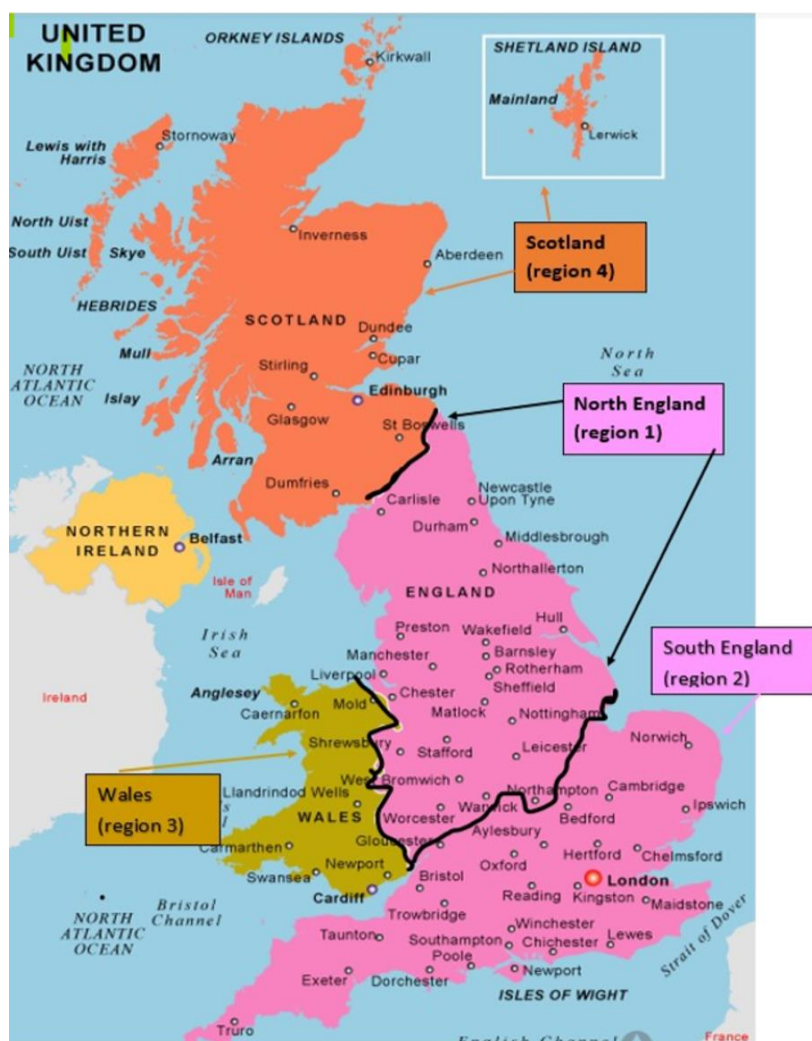 UNITED
KINGDOM
ORKNEY ISLANDS
Kirkwall
SHETLAND ISLAND
Mainland
Lerwick
Stornoway
Lewis with
Harris
North Uist
South Uist
Skye
Inverness
Aberdeen
Scotland
(region 4)
HEBRIDES
SCOTLAND
Dundee
Cupar
Mull
Stirling
NORTH
ATLANTIC
OCEAN
Islay
Edinburgh
Glasgow
St Boswells
North
Sea
North England
(region 1)
Arran
Dumfries
Carlisle
Newcastle
Upon Tyne
Durham
NORTHERN
IRELAND
Belfast
Middlesbrough
Isle of
Man
Northallerton
ENGLAND
Irish
Sea
Preston
Wakefield
Hull
Barnsley
Manchester
Rotherham
Liverpool
Sheffield
South England
(region 2)
Ireland
Anglesey
Caernarfon
Mold
Chester
Matlock
Nottingham
Shrewsbury
Stafford
Leicester
Norwich
Wales
(region 3)
Llandrindod Wells
West Bromwich
Northampton
Cambridge
WALES
Worcester
Warwick
Bedford
Ipswich
Carmarthen
Gloucester
Aylesbury
Hertford
Chelmsford
Newport
Oxford
Swansea
Cardiff
Bristol
Reading
London
Kingston
Maidstone
NORTH
ATLANTIC
OCEAN
Bristol
Channel
Trowbridge
Taunton
Winchester
Southampton
Chichester
Lewes
Strait of Dover
Poole
Exeter
Dorchester
Newport
ISLES OF WIGHT
Truro
English Channel
France